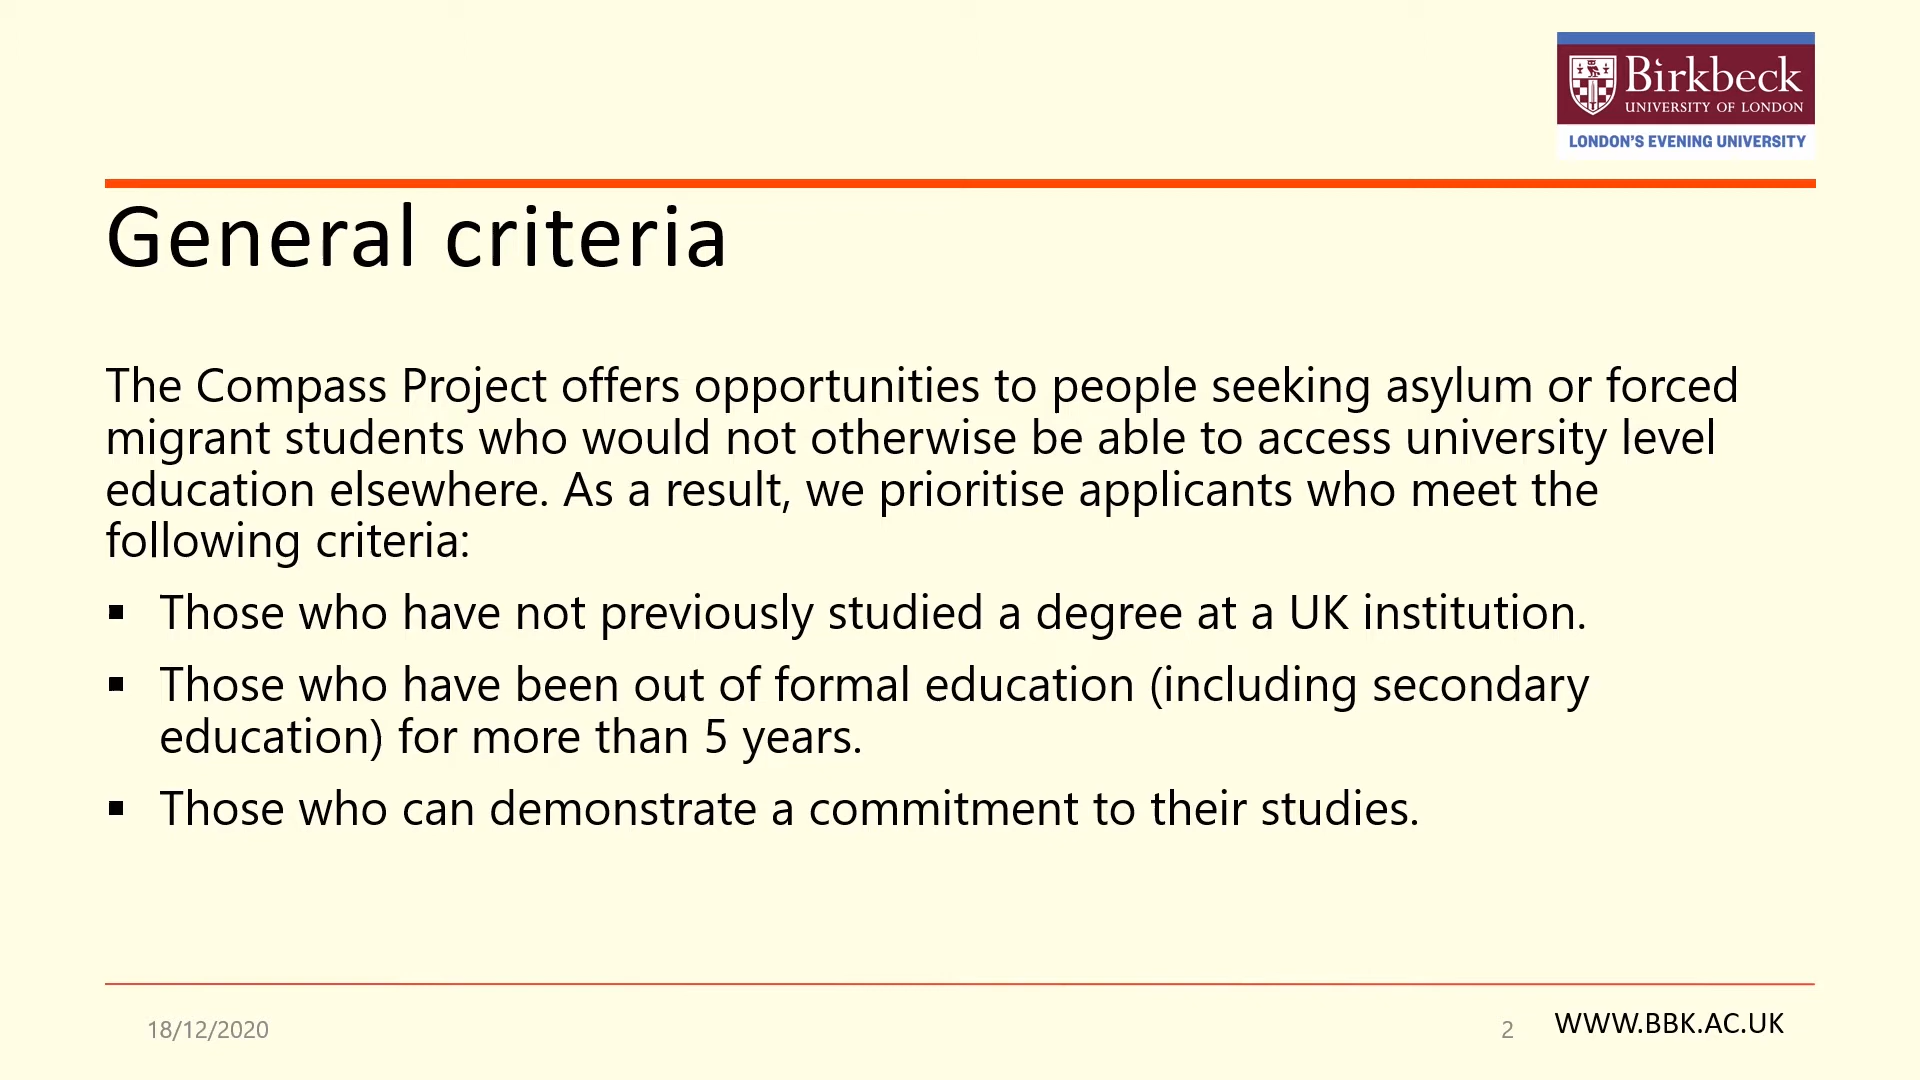 Birkbeck
UNIVERSITY OF LONDON
LONDON'S EVENING UNIVERSITY
General criteria
The Compass Project offers opportunities to people seeking asylum or forced
migrant students who would not otherwise be able to access university level
education elsewhere. As a result, we prioritise applicants who meet the
following criteria:
▪ Those who have not previously studied a degree at a UK institution.
▪ Those who have been out of formal education (including secondary
education) for more than 5 years.
▪ Those who can demonstrate a commitment to their studies.
18/12/2020
2
WWW.BBK.AC.UK